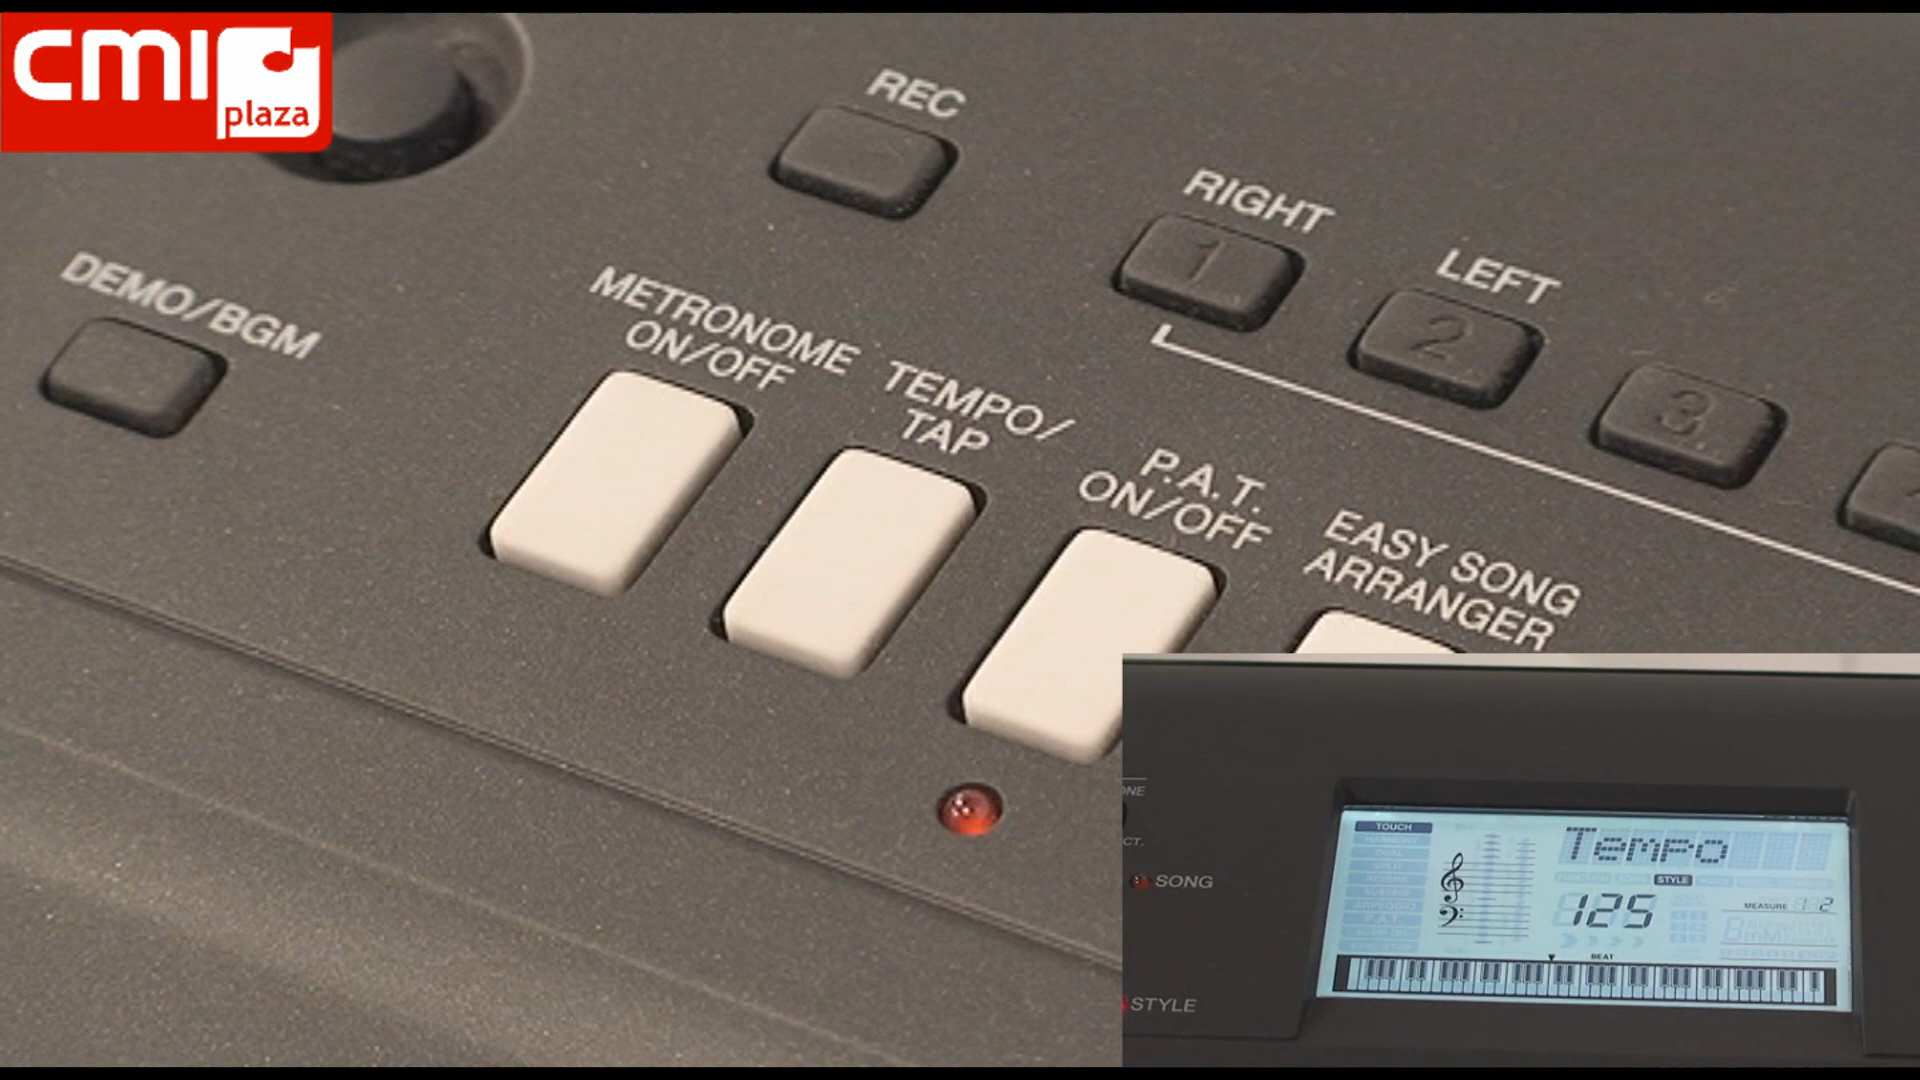 cmi
plaza
REC
RIGHT
LEFT
1
2
3
DEMO/BGM
METRONOME
ON/OFF
TEMPO/
TAP
P.A.T.
ON/OFF
EASY SONG
ARRANGER
SONG
STYLE
TOUCH
Tempo
STYLE
125
MEASURE
2
BEAT